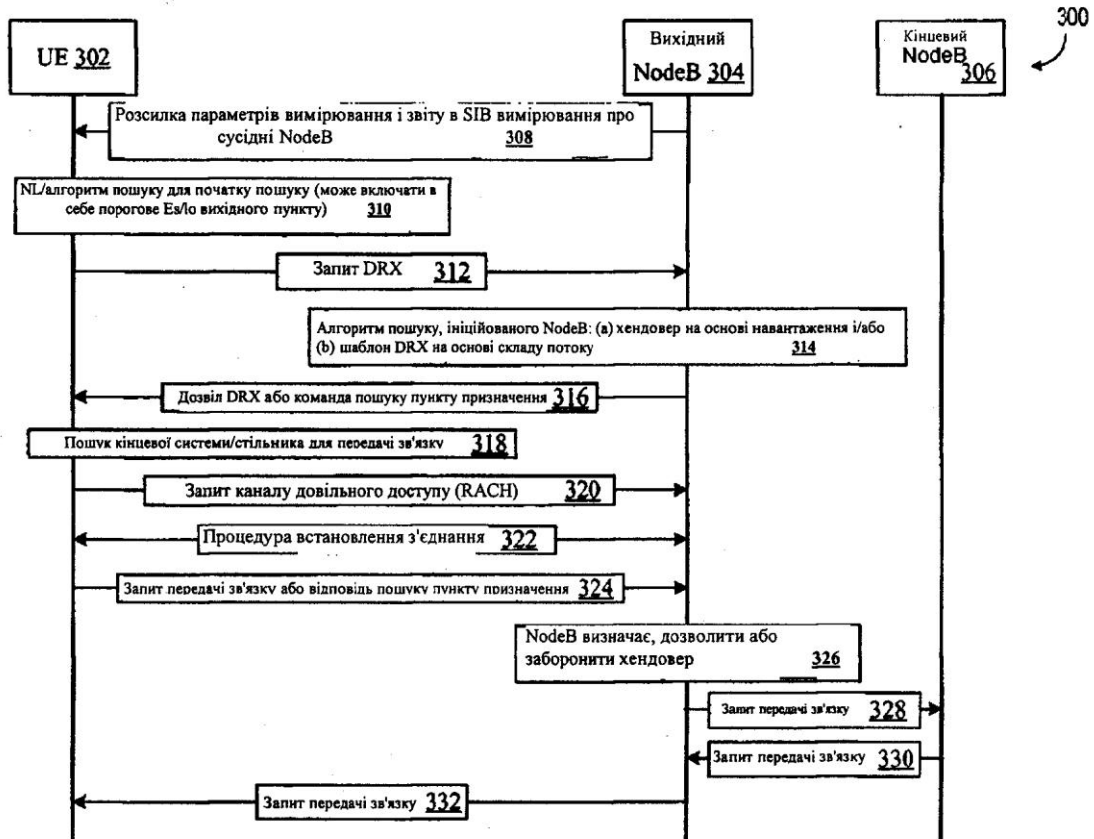 300
UE 302
Вихідний
NodeB 304
Кінцевий
NodeB
306
Розсилка параметрів вимірювання і звіту в SIB вимірювання про
сусідні NodeB 308
NL/алгоритм пошуку для початку пошуку (може включати в
себе порогове Es/Io вихідного пункту) 310
Запит DRX 312
Алгоритм пошуку, ініційованого NodeB: (a) хендовер на основі навантаження і/або
(b) шаблон DRX на основі складу потоку 314
Дозвіл DRX або команда пошуку пункту призначення 316
Пошук кінцевої системи/стільника для передачі зв'язку 318
Запит каналу довільного доступу (RACH) 320
Процедура встановлення з'єднання 322
Запит передачі зв'язку або відповідь пошуку пункту призначення 324
NodeB визначає, дозволити або
заборонити хендовер 326
Запит передачі зв'язку 328
Запит передачі зв'язку 330
Запит передачі зв'язку 332